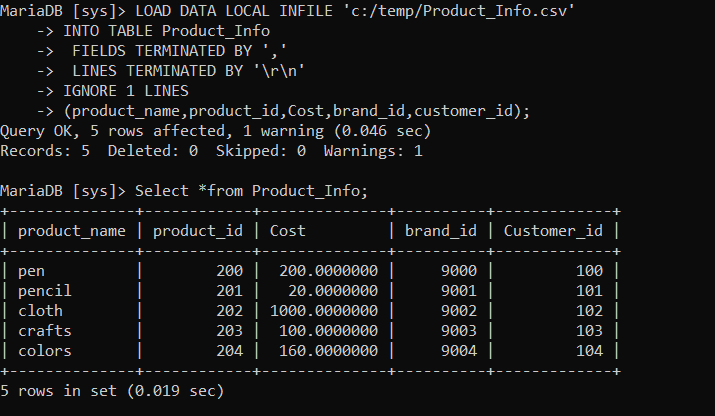 MariaDB [sys]> LOAD DATA LOCAL INFILE 'c:/temp/Product_Info.csv'
    -> INTO TABLE Product_Info
    ->  FIELDS TERMINATED BY ','
    ->  LINES TERMINATED BY '\r\n'
    -> IGNORE 1 LINES
    -> (product_name,product_id,Cost,brand_id,customer_id);
Query OK, 5 rows affected, 1 warning (0.046 sec)
Records: 5  Deleted: 0  Skipped: 0  Warnings: 1

MariaDB [sys]> Select *from Product_Info;
+--------------+------------+--------------+----------+-------------+
| product_name | product_id | Cost         | brand_id | Customer_id |
+--------------+------------+--------------+----------+-------------+
| pen          |        200 |  200.0000000 |     9000 |         100 |
| pencil       |        201 |   20.0000000 |     9001 |         101 |
| cloth        |        202 | 1000.0000000 |     9002 |         102 |
| crafts       |        203 |  100.0000000 |     9003 |         103 |
| colors       |        204 |  160.0000000 |     9004 |         104 |
+--------------+------------+--------------+----------+-------------+
5 rows in set (0.019 sec)